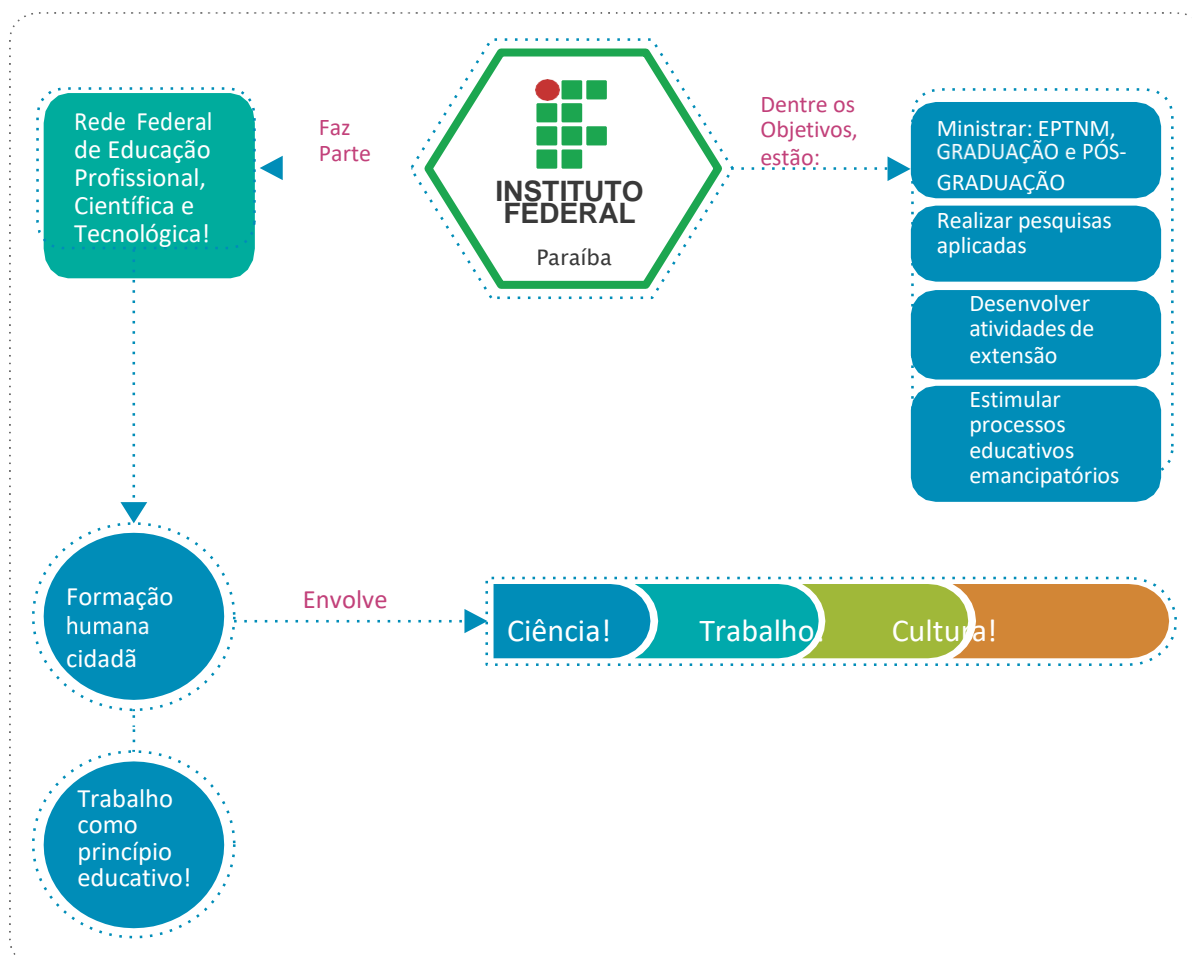 Rede Federal
de Educação
Profissional,
Científica e
Tecnológica!
Faz
Parte
INSTITUTO
FEDERAL
Paraíba
Dentre os
Objetivos,
estão:
Ministrar: EPTNM,
GRADUAÇÃO e PÓS-
GRADUAÇÃO
Realizar pesquisas
aplicadas
Desenvolver
atividades de
extensão
Estimular
processos
educativos
emancipatórios
Formação
humana
cidadã
Envolve
Ciência!
Trabalho!
Cultura!
Trabalho
como
princípio
educativo!